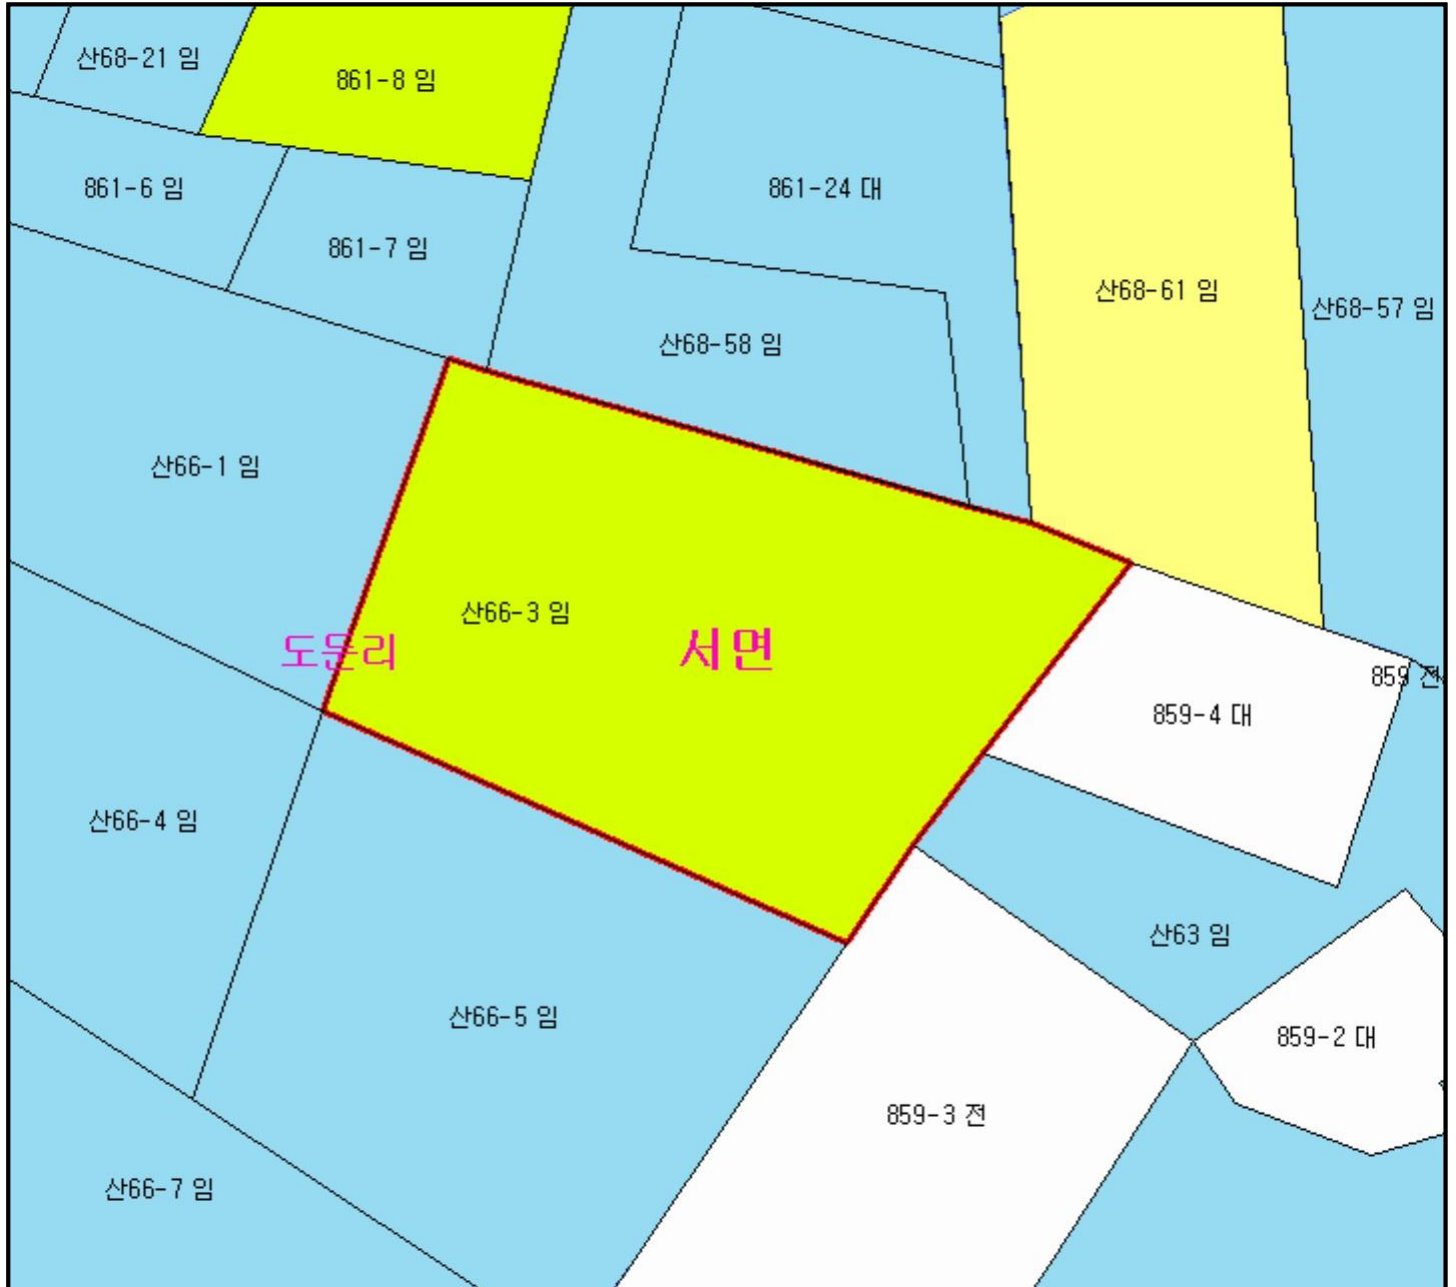 산68-21 임
861-8 임
861-6 임
861-24 대
861-7 임
산68-61 임
산68-57 임
산68-58 임
산66-1 임
산66-3 임
도문리
서면
859 전
859-4 대
산66-4 임
산63 임
산66-5 임
859-2 대
859-3 전
산66-7 임